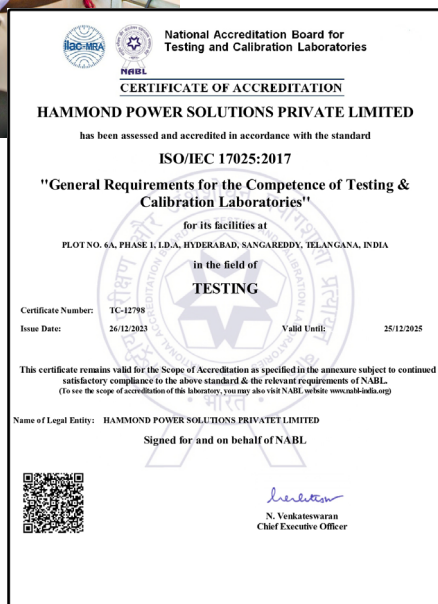 National Accreditation Board for
Testing and Calibration Laboratories
ilac-MRA
NABL
CERTIFICATE OF ACCREDITATION
HAMMOND POWER SOLUTIONS PRIVATE LIMITED
has been assessed and accredited in accordance with the standard
ISO/IEC 17025:2017
"General Requirements for the Competence of Testing &
Calibration Laboratories"
for its facilities at
PLOT NO. 6A, PHASE 1, I.D.A, HYDERABAD, SANGAREDDY, TELANGANA, INDIA
in the field of
TESTING
Certificate Number: TC-12798
Issue Date: 26/12/2023 Valid Until: 25/12/2025
This certificate remains valid for the Scope of Accreditation as specified in the annexure subject to continued
satisfactory compliance to the above standard & the relevant requirements of NABL.
(To see the scope of accreditation of this laboratory, you may also visit NABL website www.nabl-india.org)
Name of Legal Entity: HAMMOND POWER SOLUTIONS PRIVATET LIMITED
Signed for and on behalf of NABL
N. Venkateswaran
Chief Executive Officer